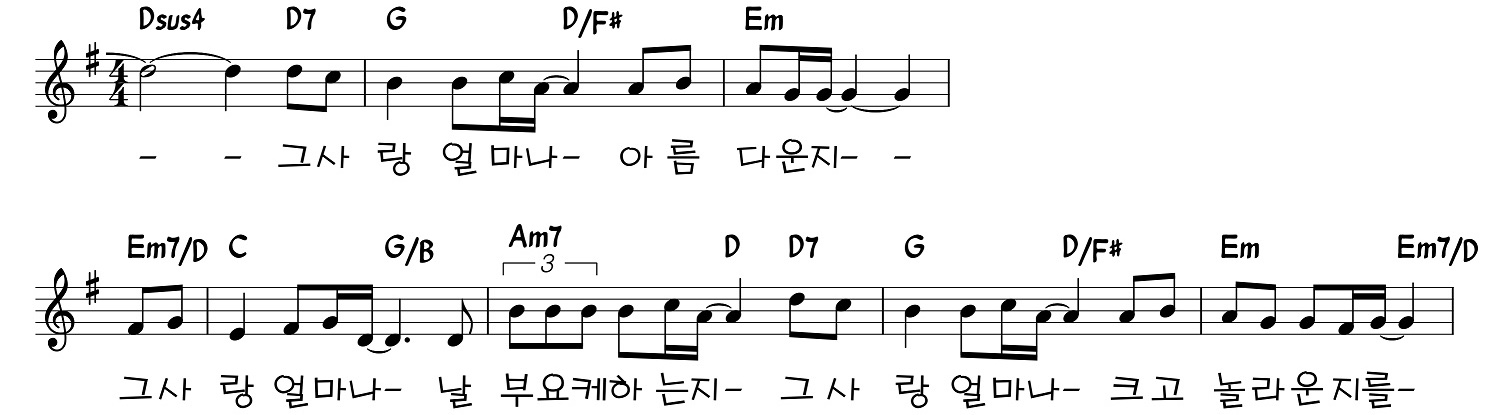 Dsus4 D7 G D/F# Em
4/4
- - 그사 랑 얼 마나- 아 름 다운지- -
Em7/D C G/B Am7 D D7 G D/F# Em Em7/D
3
그사 랑 얼마나- 날 부요케하 는지- 그 사 랑 얼마나- 크고 놀라운 지를-